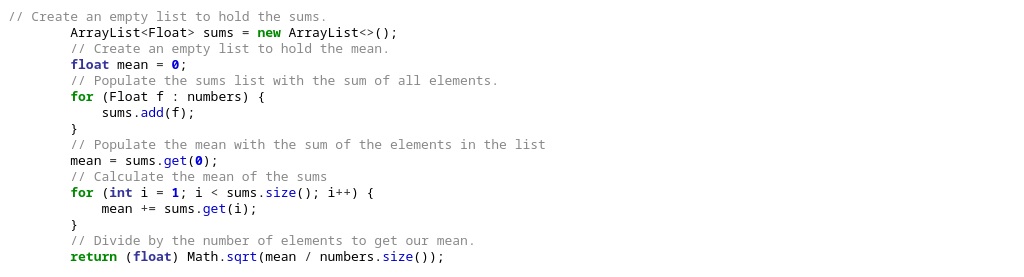 // Create an empty list to hold the sums.
        ArrayList<Float> sums = new ArrayList<>();
        // Create an empty list to hold the mean.
        float mean = 0;
        // Populate the sums list with the sum of all elements.
        for (Float f : numbers) {
            sums.add(f);
        }
        // Populate the mean with the sum of the elements in the list
        mean = sums.get(0);
        // Calculate the mean of the sums
        for (int i = 1; i < sums.size(); i++) {
            mean += sums.get(i);
        }
        // Divide by the number of elements to get our mean.
        return (float) Math.sqrt(mean / numbers.size());